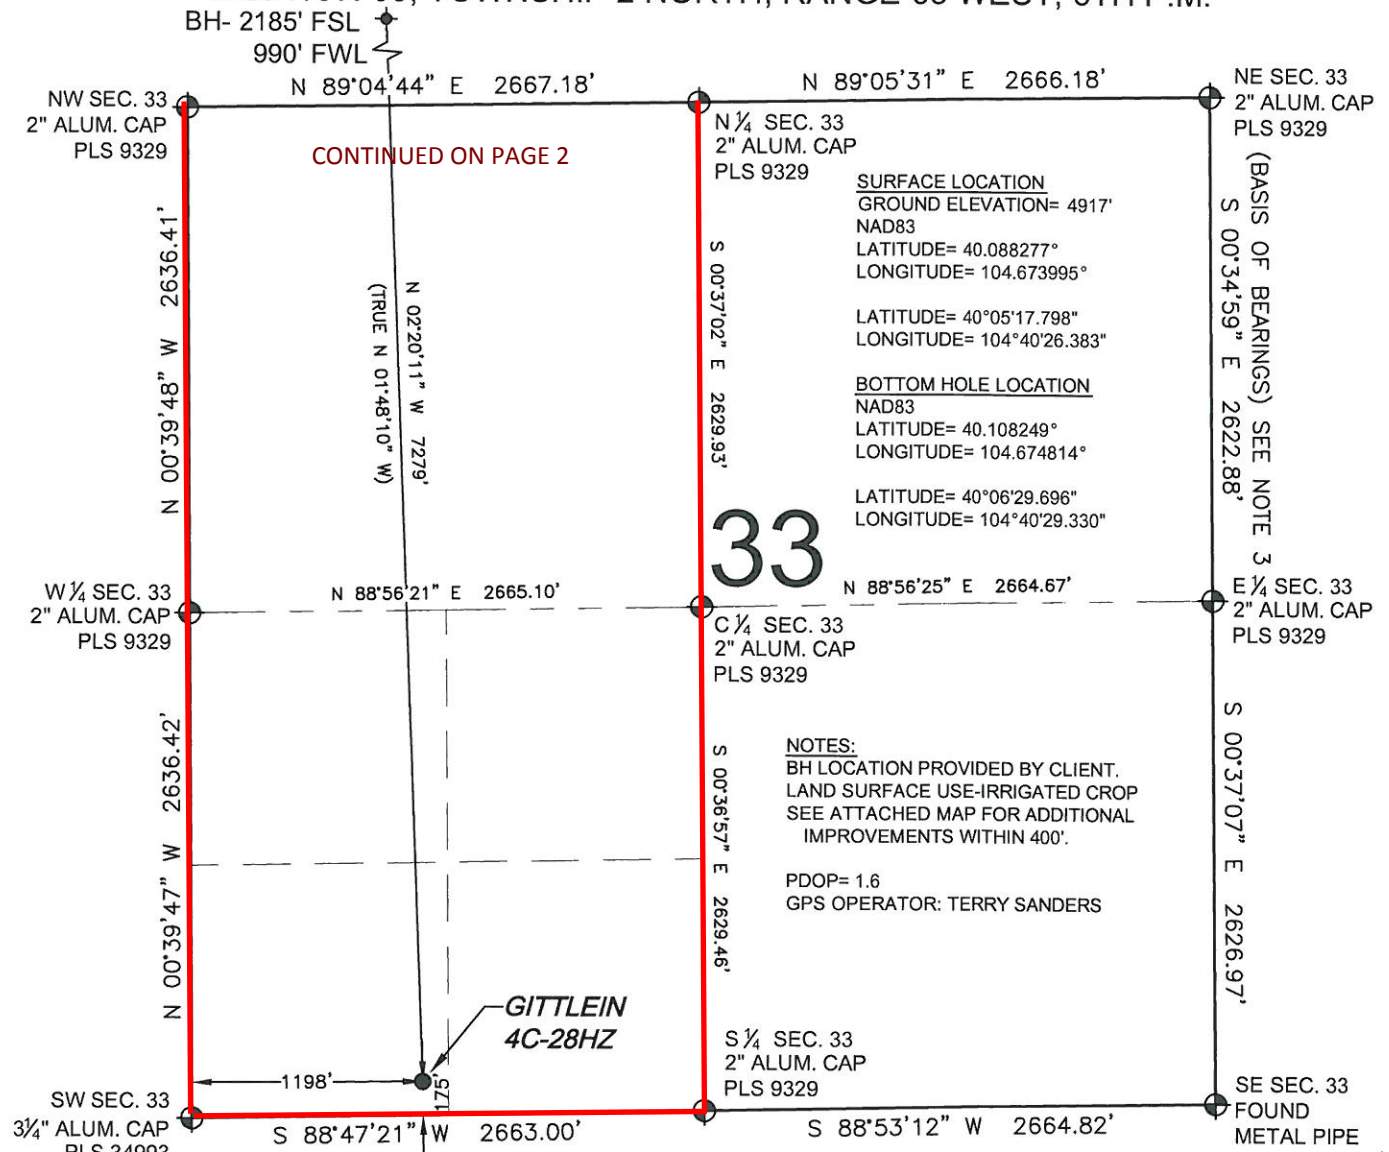 TOWNSHIP 2 NORTH, RANGE 65 WEST, 6TH P.M.
BH- 2185' FSL
990' FWL
N 89°04'44" E 2667.18'
N 89°05'31" E 2666.18'
NW SEC. 33
2" ALUM. CAP
PLS 9329
N 1/4 SEC. 33
2" ALUM. CAP
PLS 9329
NE SEC. 33
2" ALUM. CAP
PLS 9329
CONTINUED ON PAGE 2
SURFACE LOCATION
GROUND ELEVATION= 4917'
NAD83
LATITUDE= 40.088277°
LONGITUDE= 104.673995°
LATITUDE= 40°05'17.798"
LONGITUDE= 104°40'26.383"
BOTTOM HOLE LOCATION
NAD83
LATITUDE= 40.108249°
LONGITUDE= 104.674814°
LATITUDE= 40°06'29.696"
LONGITUDE= 104°40'29.330"
N 00°39'48" W 2636.41'
N 02°20'11" W 7279'
(TRUE N 01°48'10" W)
S 00°37'02" E 2629.93'
S 00°34'59" E 2622.88'
(BASIS OF BEARINGS) SEE NOTE 3
33
W 1/4 SEC. 33
2" ALUM. CAP
PLS 9329
N 88°56'21" E 2665.10'
N 88°56'25" E 2664.67'
C 1/4 SEC. 33
2" ALUM. CAP
PLS 9329
E 1/4 SEC. 33
2" ALUM. CAP
PLS 9329
N 00°39'47" W 2636.42'
S 00°36'57" E 2629.46'
S 00°37'07" E 2626.97'
NOTES:
BH LOCATION PROVIDED BY CLIENT.
LAND SURFACE USE-IRRIGATED CROP
SEE ATTACHED MAP FOR ADDITIONAL
IMPROVEMENTS WITHIN 400'.
PDOP= 1.6
GPS OPERATOR: TERRY SANDERS
GITTLEIN
4C-28HZ
1198'
175'
SW SEC. 33
3¼" ALUM. CAP
PLS 34993
S 1/4 SEC. 33
2" ALUM. CAP
PLS 9329
SE SEC. 33
FOUND
METAL PIPE
S 88°47'21" W 2663.00'
S 88°53'12" W 2664.82'